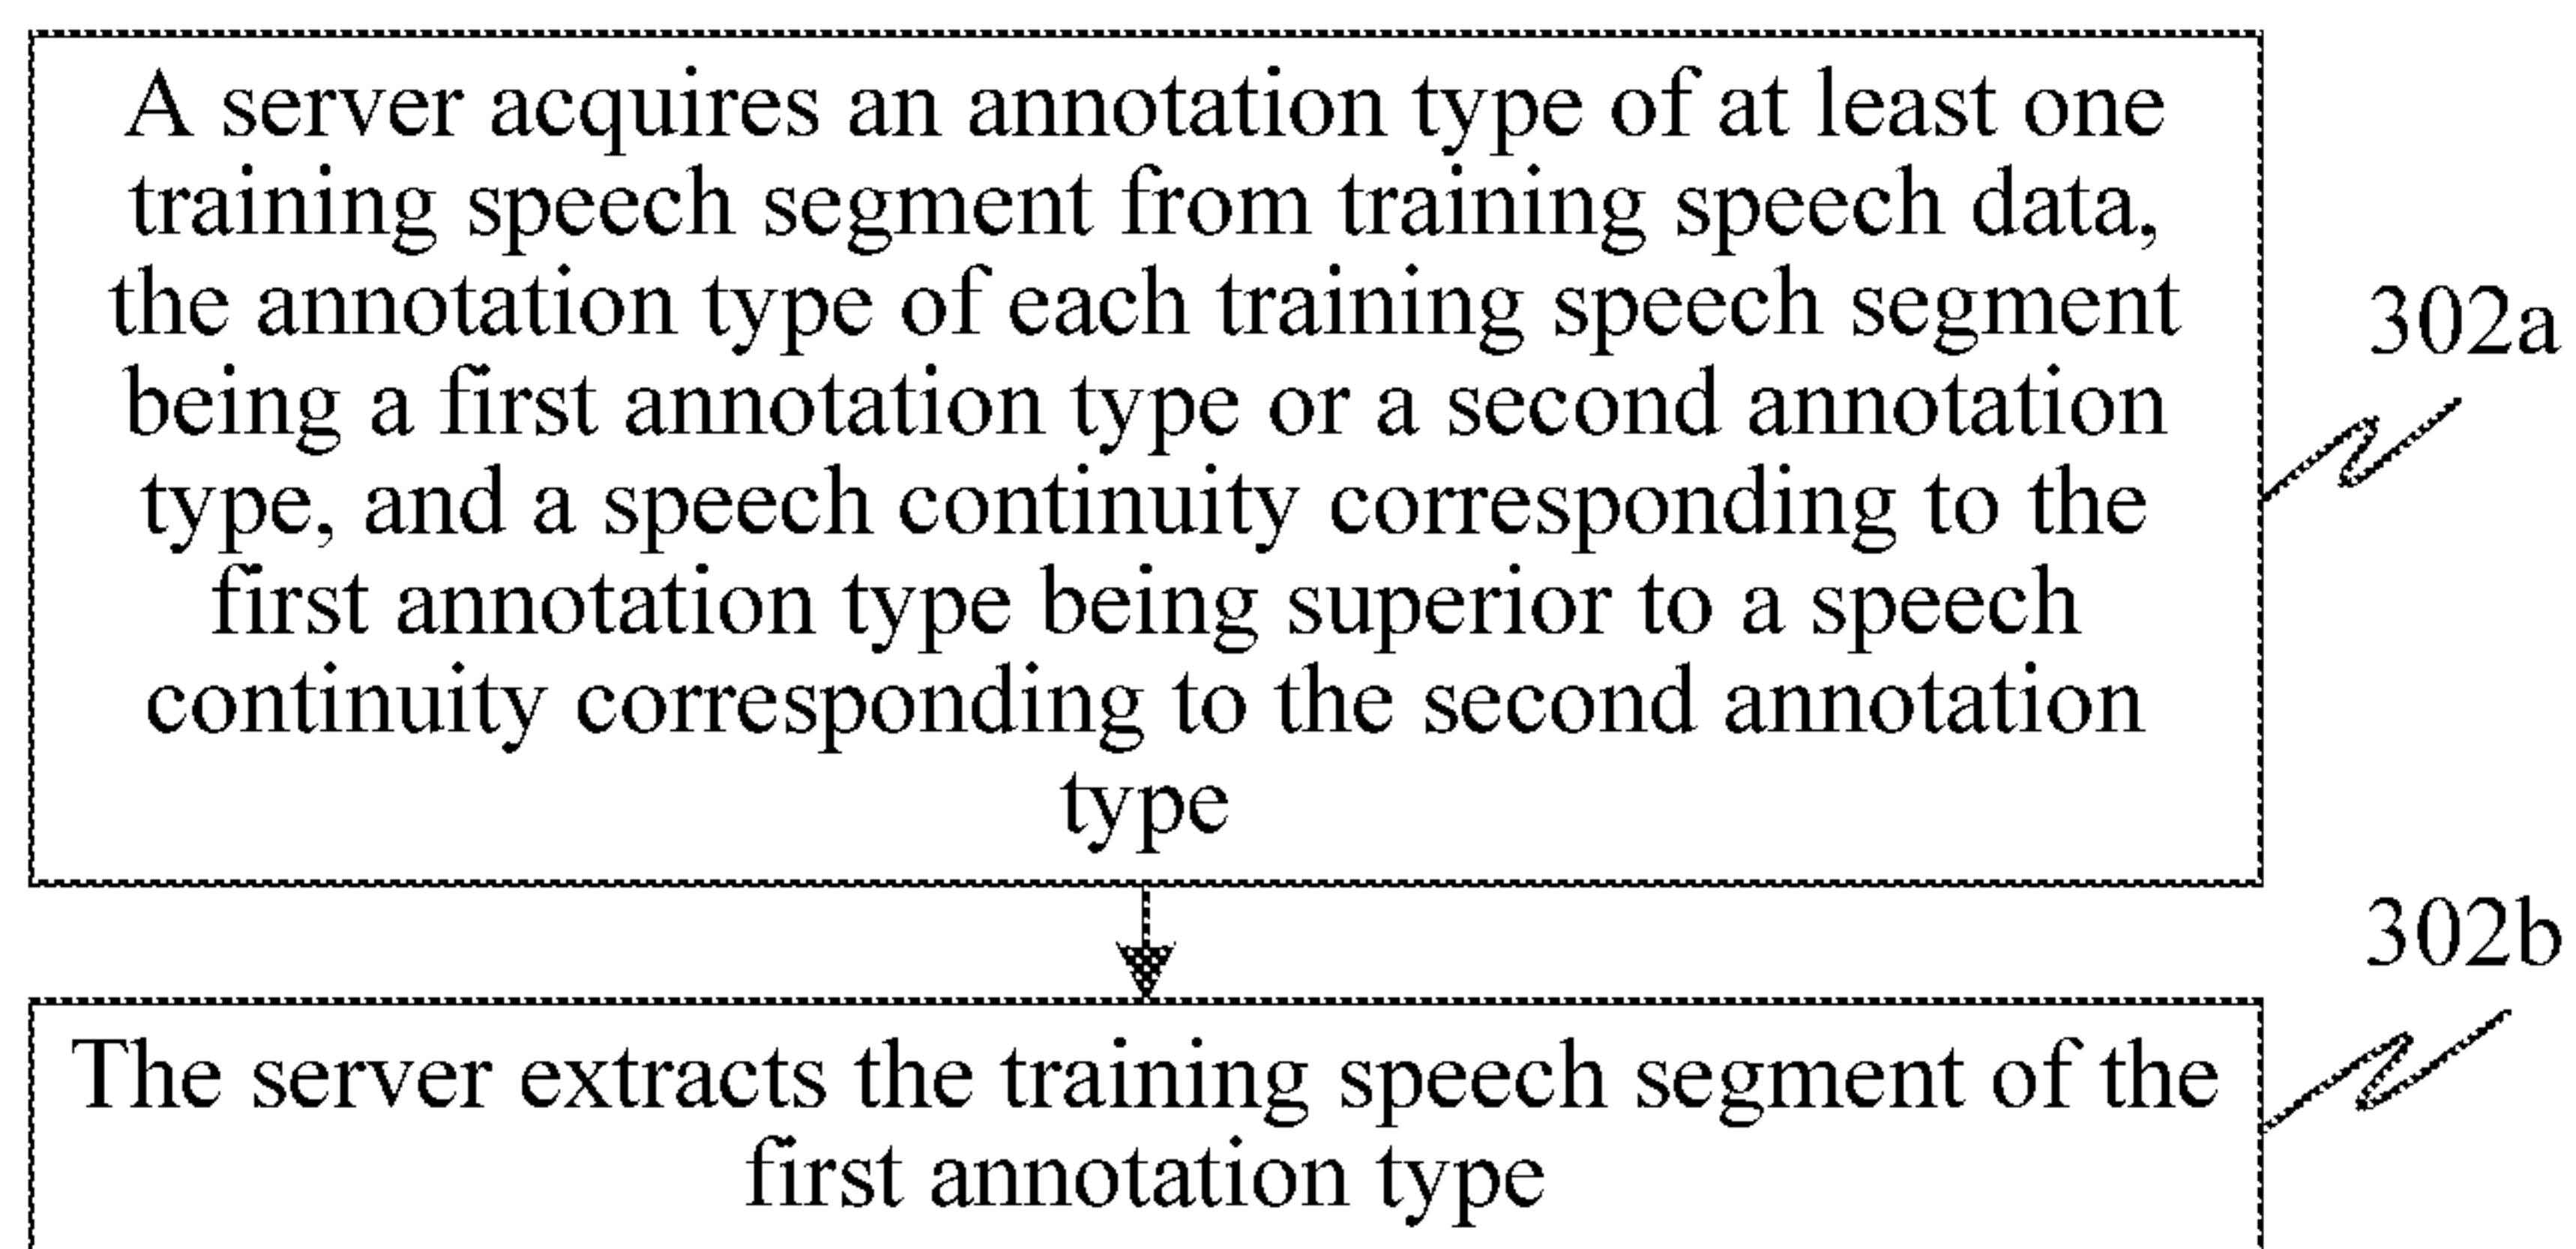 A server acquires an annotation type of at least one
training speech segment from training speech data,
the annotation type of each training speech segment
being a first annotation type or a second annotation
type, and a speech continuity corresponding to the
first annotation type being superior to a speech
continuity corresponding to the second annotation
type
302a
302b
The server extracts the training speech segment of the
first annotation type